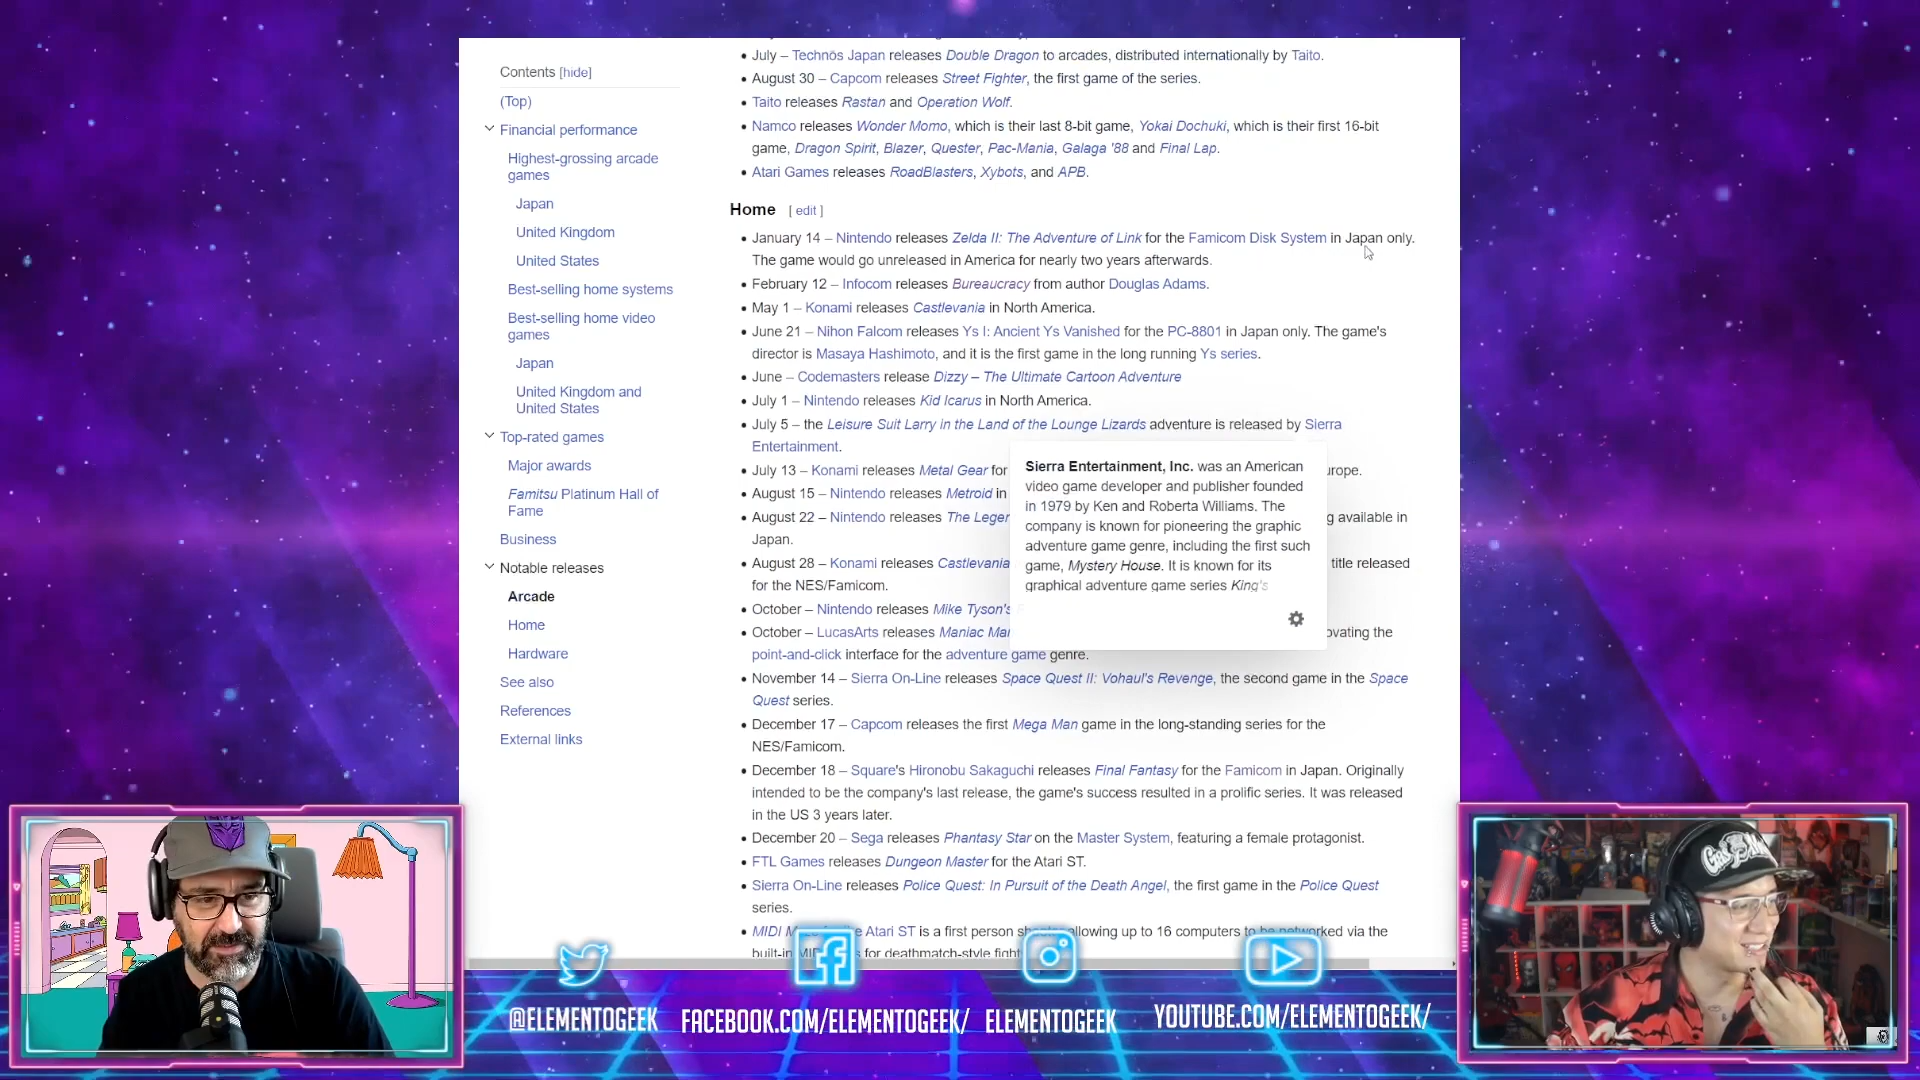 Contents [hide]
(Top)
Financial performance
Highest-grossing arcade
games
Japan
United Kingdom
United States
Best-selling home systems
Best-selling home video
games
Japan
United Kingdom and
United States
Top-rated games
Major awards
Famitsu Platinum Hall of
Fame
Business
Notable releases
Arcade
Home
Hardware
See also
References
External links
July – Technōs Japan releases Double Dragon to arcades, distributed internationally by Taito.
August 30 – Capcom releases Street Fighter, the first game of the series.
Taito releases Rastan and Operation Wolf.
Namco releases Wonder Momo, which is their last 8-bit game, Yokai Dochuki, which is their first 16-bit
game, Dragon Spirit, Blazer, Quester, Pac-Mania, Galaga '88 and Final Lap.
Atari Games releases RoadBlasters, Xybots, and APB.
Home [ edit ]
January 14 – Nintendo releases Zelda II: The Adventure of Link for the Famicom Disk System in Japan only.
The game would go unreleased in America for nearly two years afterwards.
February 12 – Infocom releases Bureaucracy from author Douglas Adams.
May 1 – Konami releases Castlevania in North America.
June 21 – Nihon Falcom releases Ys I: Ancient Ys Vanished for the PC-8801 in Japan only. The game's
director is Masaya Hashimoto, and it is the first game in the long running Ys series.
June – Codemasters release Dizzy – The Ultimate Cartoon Adventure
July 1 – Nintendo releases Kid Icarus in North America.
July 5 – the Leisure Suit Larry in the Land of the Lounge Lizards adventure is released by Sierra
Entertainment.
July 13 – Konami releases Metal Gear for
August 15 – Nintendo releases Metroid in
August 22 – Nintendo releases The available in
Japan.
August 28 – Konami releases Castlevania title released
for the NES/Famicom.
October – Nintendo releases Mike Tyson's
October – LucasArts releases Maniac the
point-and-click interface for the adventure game genre.
November 14 – Sierra On-Line releases Space Quest II: Vohaul's Revenge, the second game in the Space
Quest series.
December 17 – Capcom releases the first Mega Man game in the long-standing series for the
NES/Famicom.
December 18 – Square's Hironobu Sakaguchi releases Final Fantasy for the Famicom in Japan. Originally
intended to be the company's last release, the game's success resulted in a prolific series. It was released
in the US 3 years later.
December 20 – Sega releases Phantasy Star on the Master System, featuring a female protagonist.
FTL Games releases Dungeon Master for the Atari ST.
Sierra On-Line releases Police Quest: In Pursuit of the Death Angel, the first game in the Police Quest
series.
MIDI Atari ST is a first person allowing up to 16 computers to be networked via the
built-in for deathmatch-style
Sierra Entertainment, Inc. was an American
video game developer and publisher founded
in 1979 by Ken and Roberta Williams. The
company is known for pioneering the graphic
adventure game genre, including the first such
game, Mystery House. It is known for its
graphical adventure game series King's
@ELEMENTOGEEK
FACEBOOK.COM/ELEMENTOGEEK/
ELEMENTOGEEK
YOUTUBE.COM/ELEMENTOGEEK/